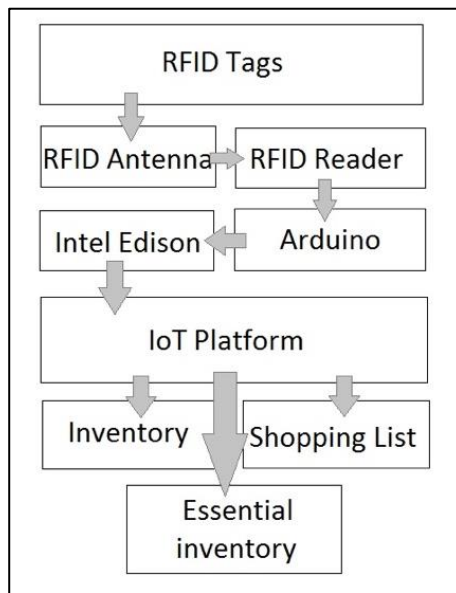 RFID Tags
RFID Antenna
RFID Reader
Intel Edison
Arduino
IoT Platform
Inventory
Shopping List
Essential
inventory